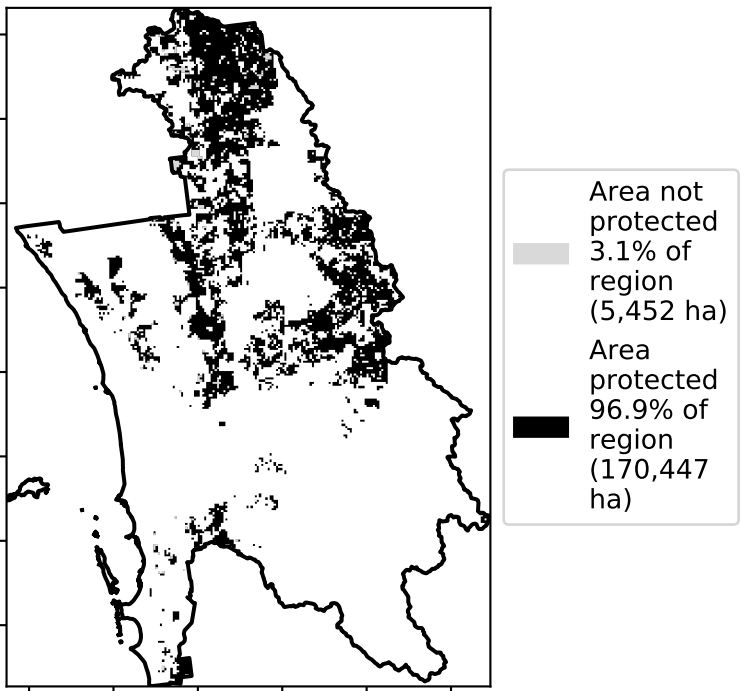 Area not
protected
3.1% of
region
(5,452 ha)
Area
protected
96.9% of
region
(170,447
ha)